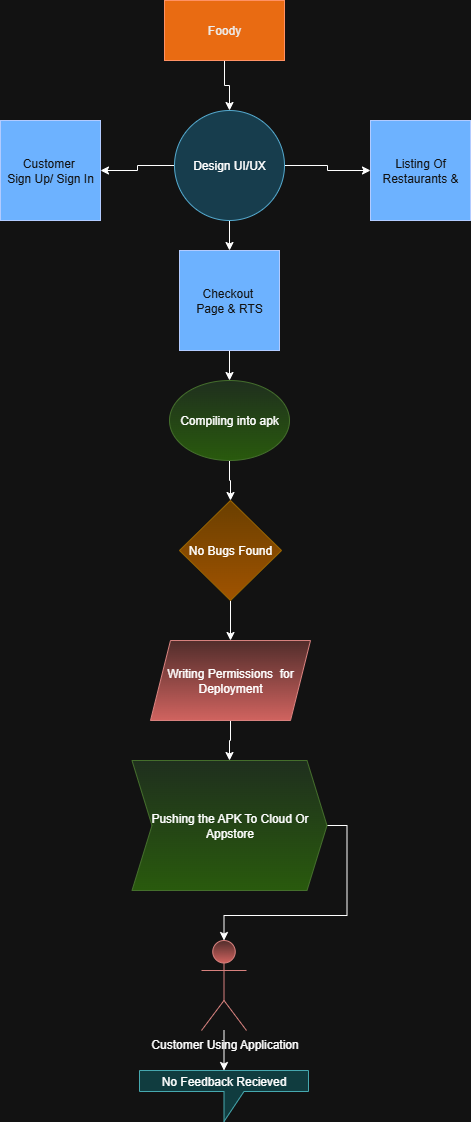 Foody
Customer
Sign Up/ Sign In
Design UI/UX
Listing Of
Restaurants &
Checkout
Page & RTS
Compiling into apk
No Bugs Found
Writing Permissions for
Deployment
Pushing the APK To Cloud Or
Appstore
Customer Using Application
No Feedback Recieved